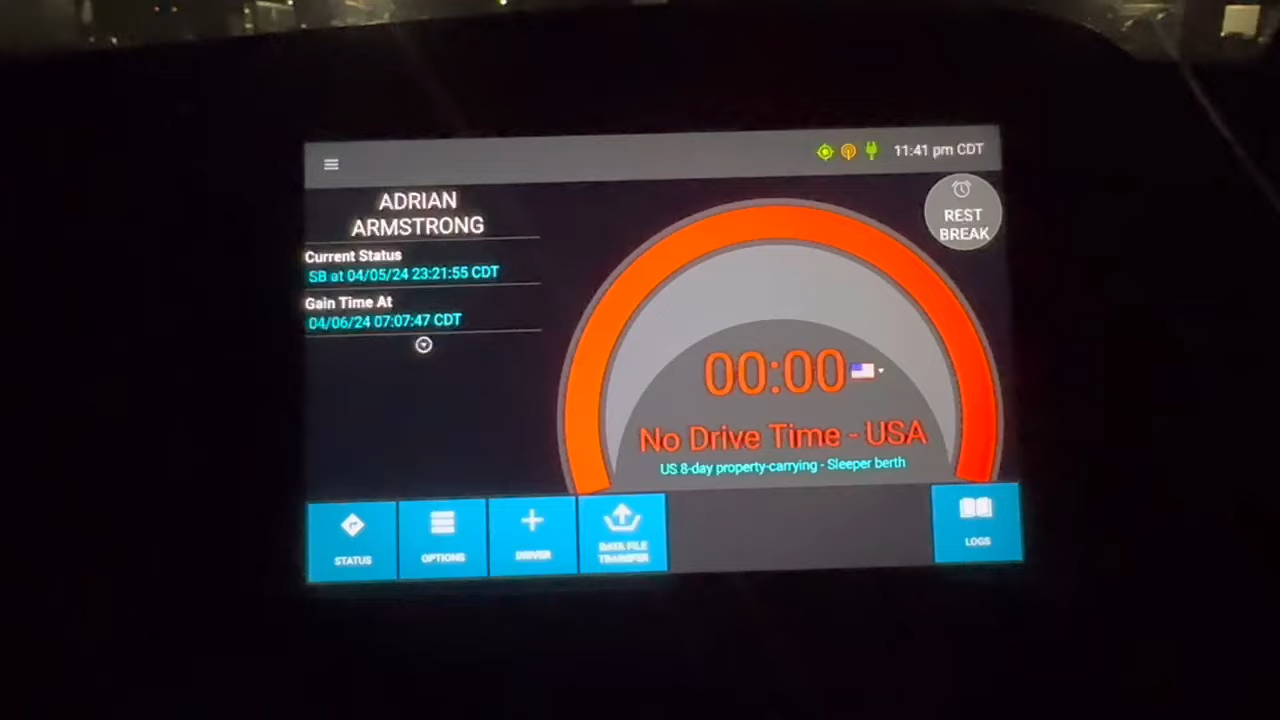 11:41 pm CDT
ADRIAN
ARMSTRONG
REST
BREAK
Current Status
SB at 04/05/24 23:21:55 CDT
Gain Time At
04/06/24 07:07:47 CDT
00:00
No Drive Time - USA
US 8-day property-carrying - Sleeper berth
STATUS
OPTIONS
DRIVER
DATA FILE
TRANSFER
LOGS